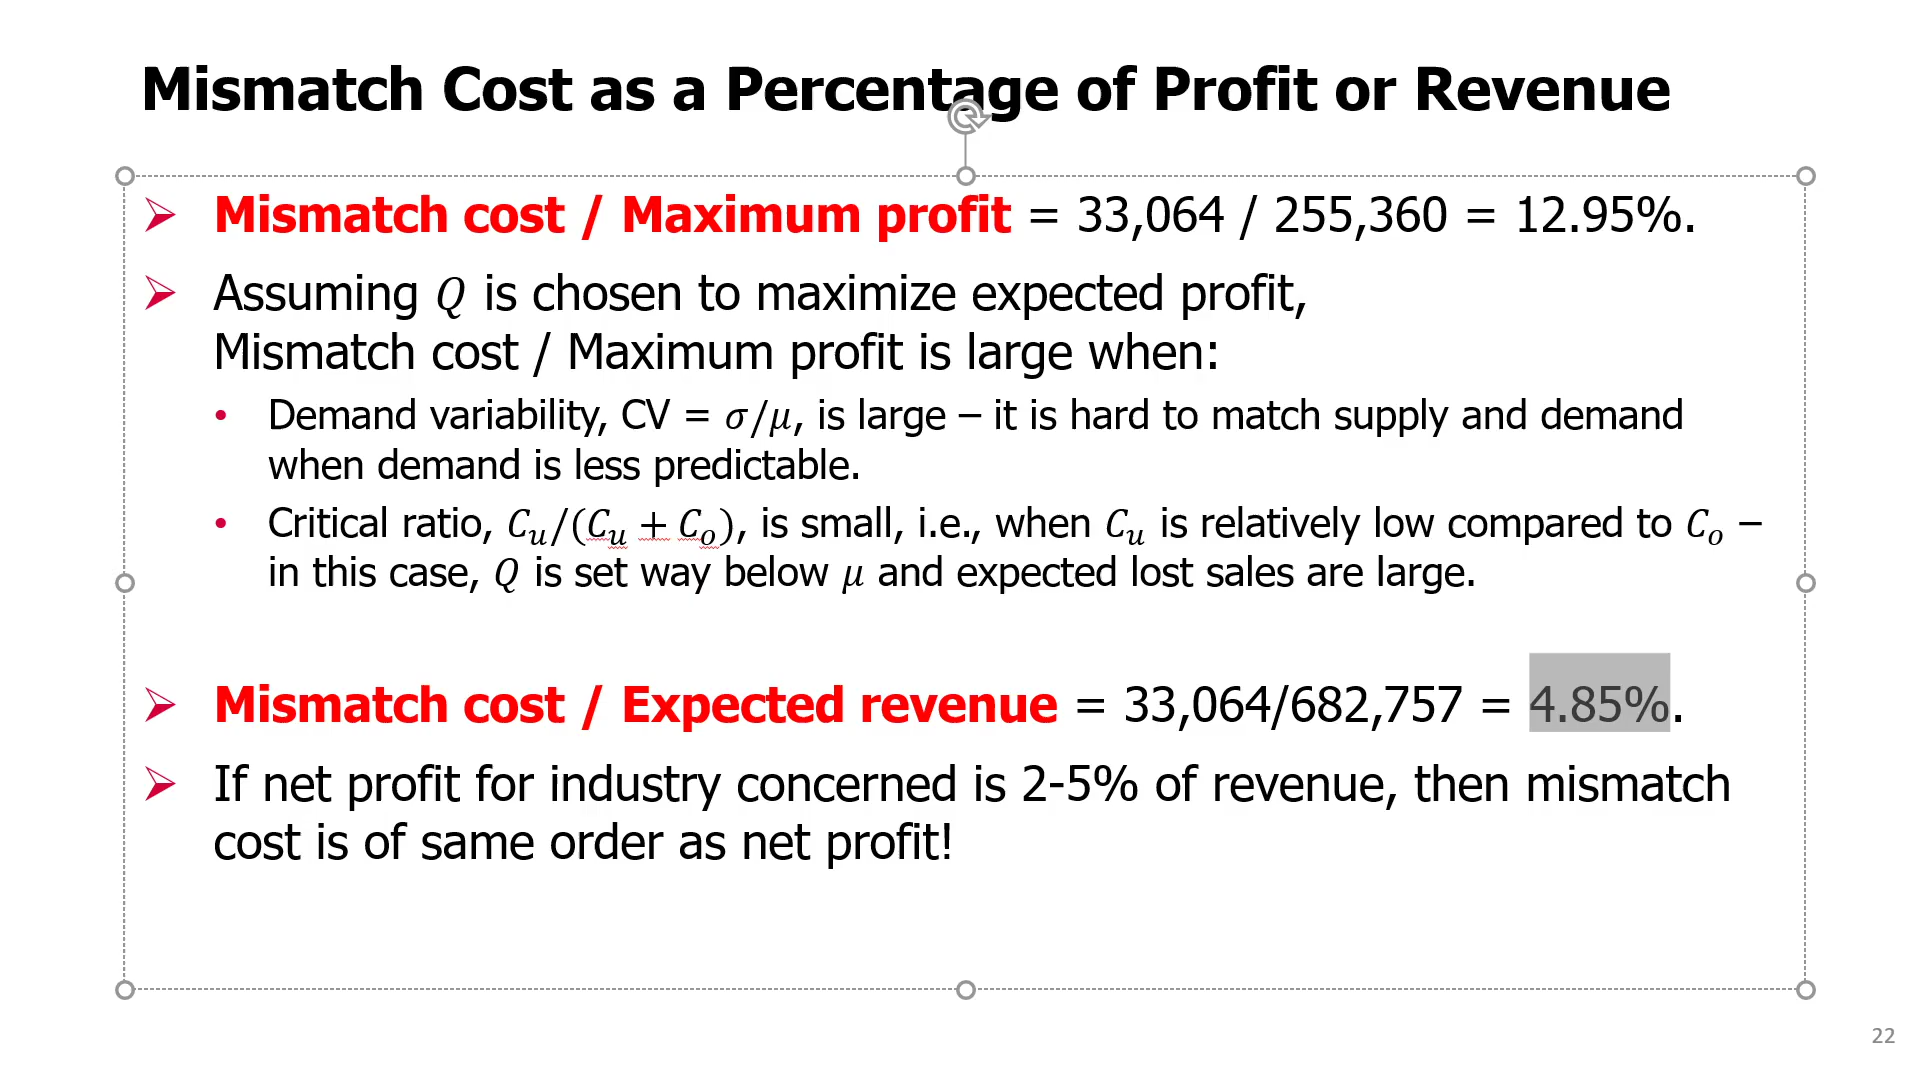 Mismatch Cost as a Percentage of Profit or Revenue
➢ Mismatch cost / Maximum profit = 33,064 / 255,360 = 12.95%.
➢ Assuming 𝑄 is chosen to maximize expected profit,
Mismatch cost / Maximum profit is large when:
• Demand variability, CV = 𝜎/𝜇, is large – it is hard to match supply and demand
when demand is less predictable.
• Critical ratio, 𝐶ᵤ/(𝐶ᵤ + 𝐶ₒ), is small, i.e., when 𝐶ᵤ is relatively low compared to 𝐶ₒ –
in this case, 𝑄 is set way below 𝜇 and expected lost sales are large.
➢ Mismatch cost / Expected revenue = 33,064/682,757 = 4.85%.
➢ If net profit for industry concerned is 2-5% of revenue, then mismatch
cost is of same order as net profit!
22